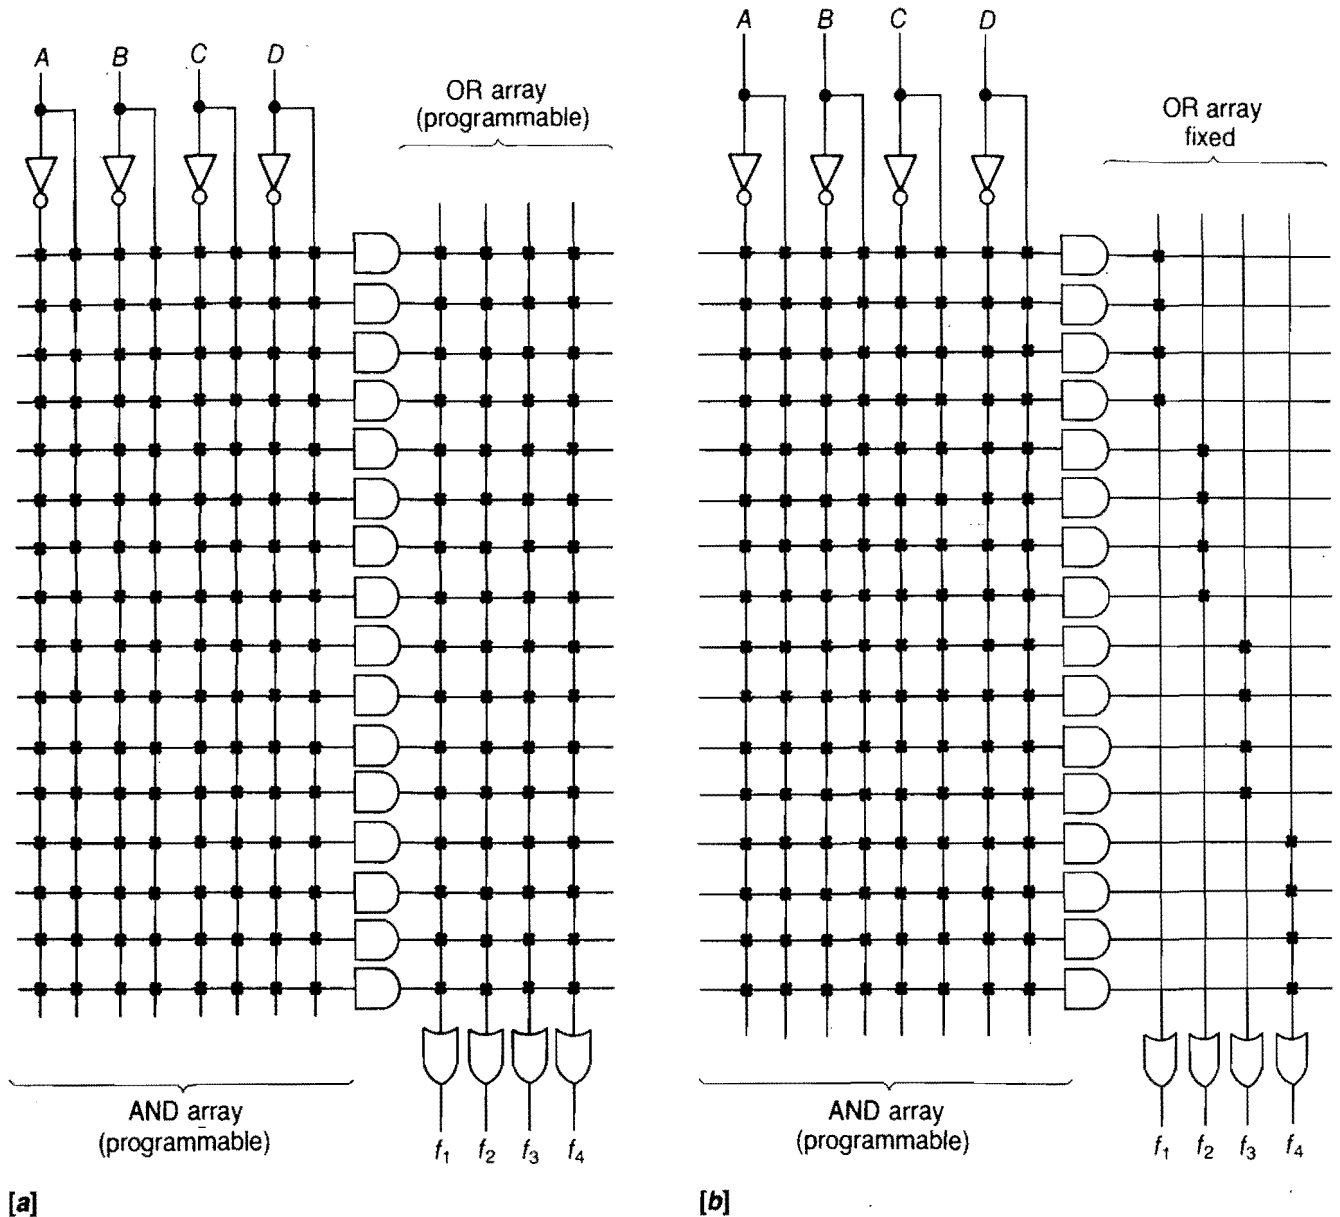 A B C D
OR array
(programmable)
AND array
(programmable)
f1 f2 f3 f4
[a]
A B C D
OR array
fixed
AND array
(programmable)
f1 f2 f3 f4
[b]